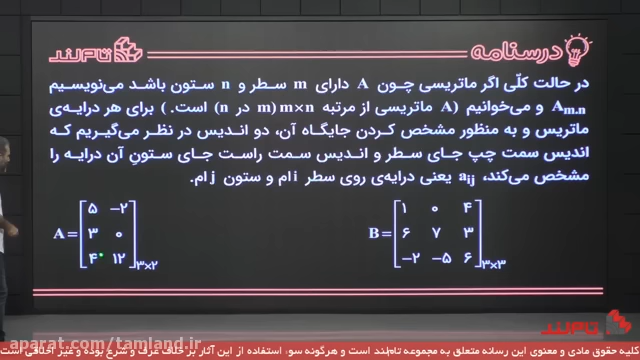 درسنامه
تام‌لند
در حالت کلّی اگر ماتریسی چون A دارای m سطر و n ستون باشد می‌نویسیم
A m.n و می‌خوانیم (A ماتریسی از مرتبه m×n (m در n) است. ) برای هر درایه‌ی
ماتریس و به منظور مشخص کردن جایگاه آن، دو اندیس در نظر می‌گیریم که
اندیس سمت چپ جای سطر و اندیس سمت راست جای ستونِ آن درایه را
مشخص می‌کند، aij یعنی درایه‌ی روی سطر i اُم و ستون j اُم.
A = [ ۵ -۲
۳ ۰
۴ ۱۲ ] ۳×۲
B = [ ۱ ۰ ۴
۶ ۷ ۳
-۲ -۵ ۶ ] ۳×۳
تام‌لند
aparat.com/tamland.ir
کلیه حقوق مادی و معنوی این رسانه متعلق به مجموعه تام‌لند است و هرگونه سوء استفاده از این آثار بر خلاف عرف و شرع بوده و غیر اخلاقی است